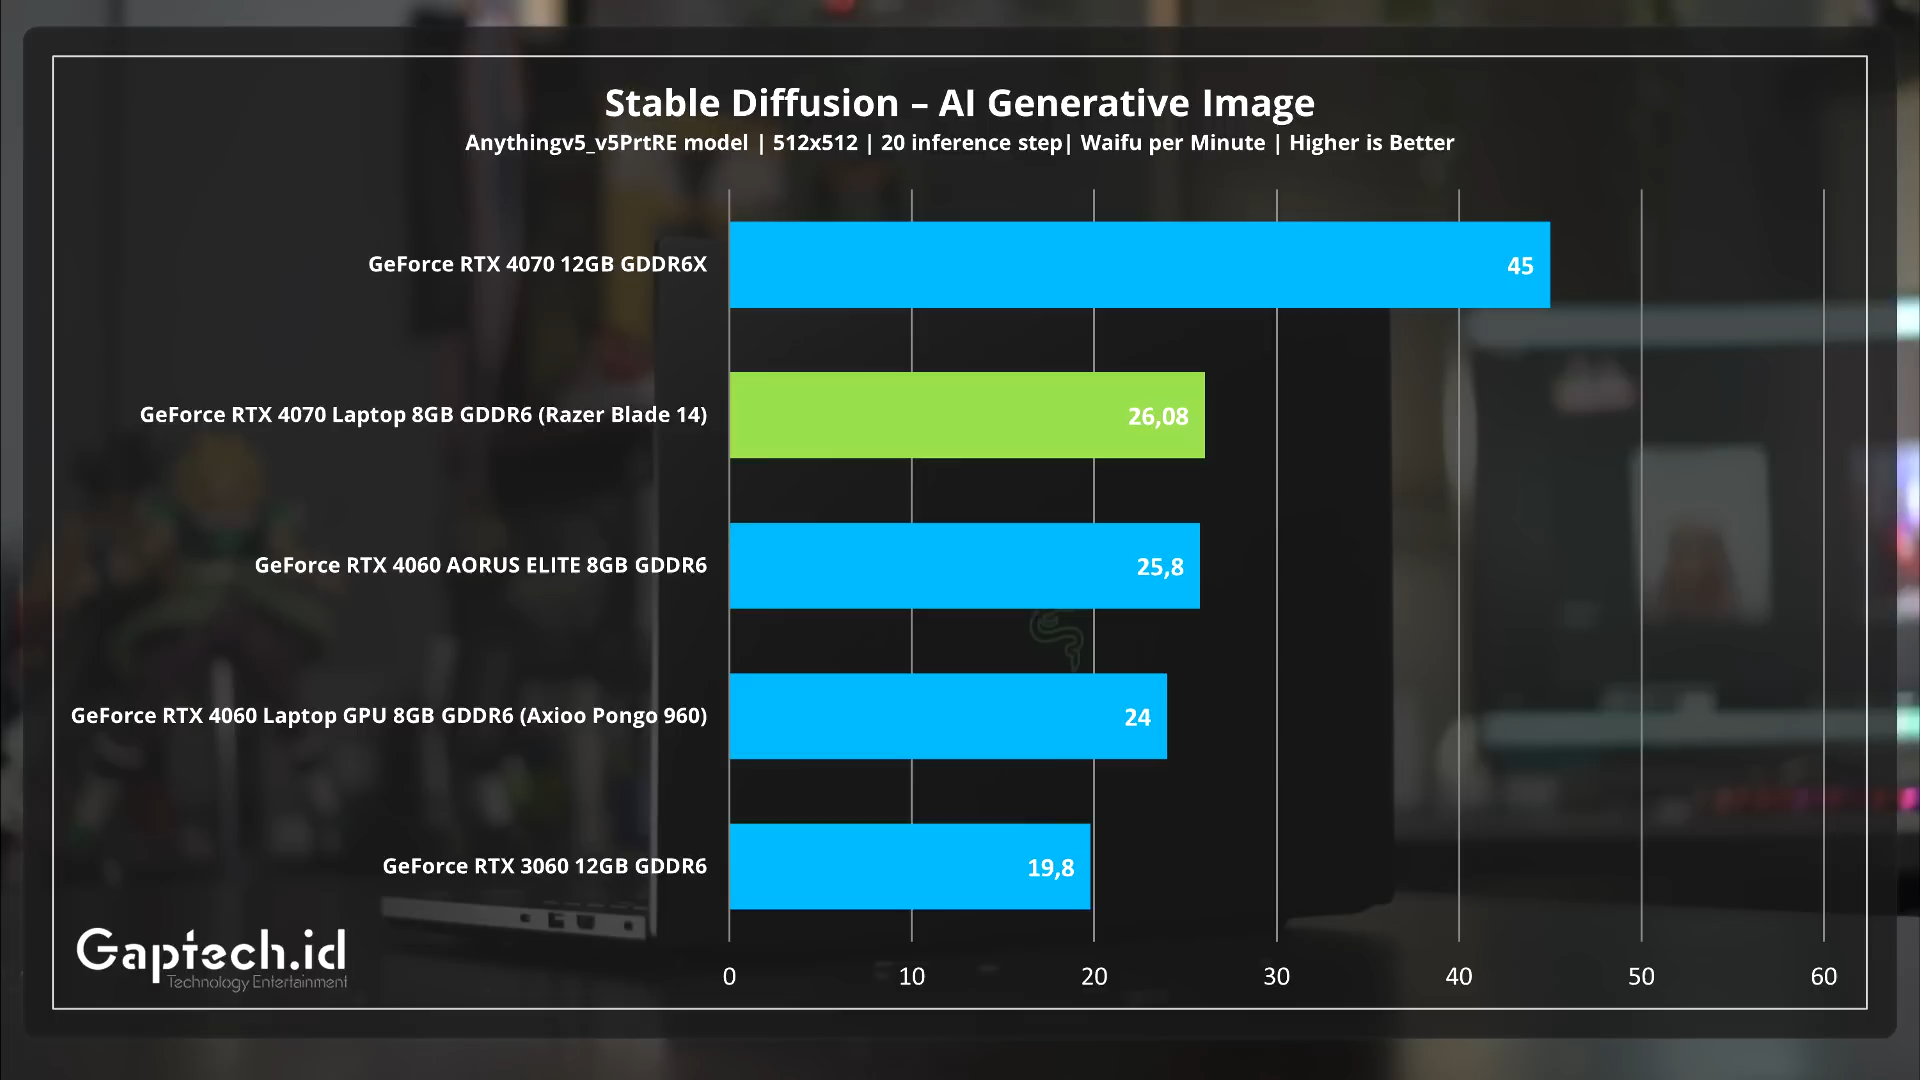 Stable Diffusion – AI Generative Image
Anythingv5_v5PrtRE model | 512x512 | 20 inference step| Waifu per Minute | Higher is Better
GeForce RTX 4070 12GB GDDR6X
45
GeForce RTX 4070 Laptop 8GB GDDR6 (Razer Blade 14)
26,08
GeForce RTX 4060 AORUS ELITE 8GB GDDR6
25,8
GeForce RTX 4060 Laptop GPU 8GB GDDR6 (Axioo Pongo 960)
24
GeForce RTX 3060 12GB GDDR6
19,8
0 10 20 30 40 50 60
Gaptech.id
Technology Entertainment